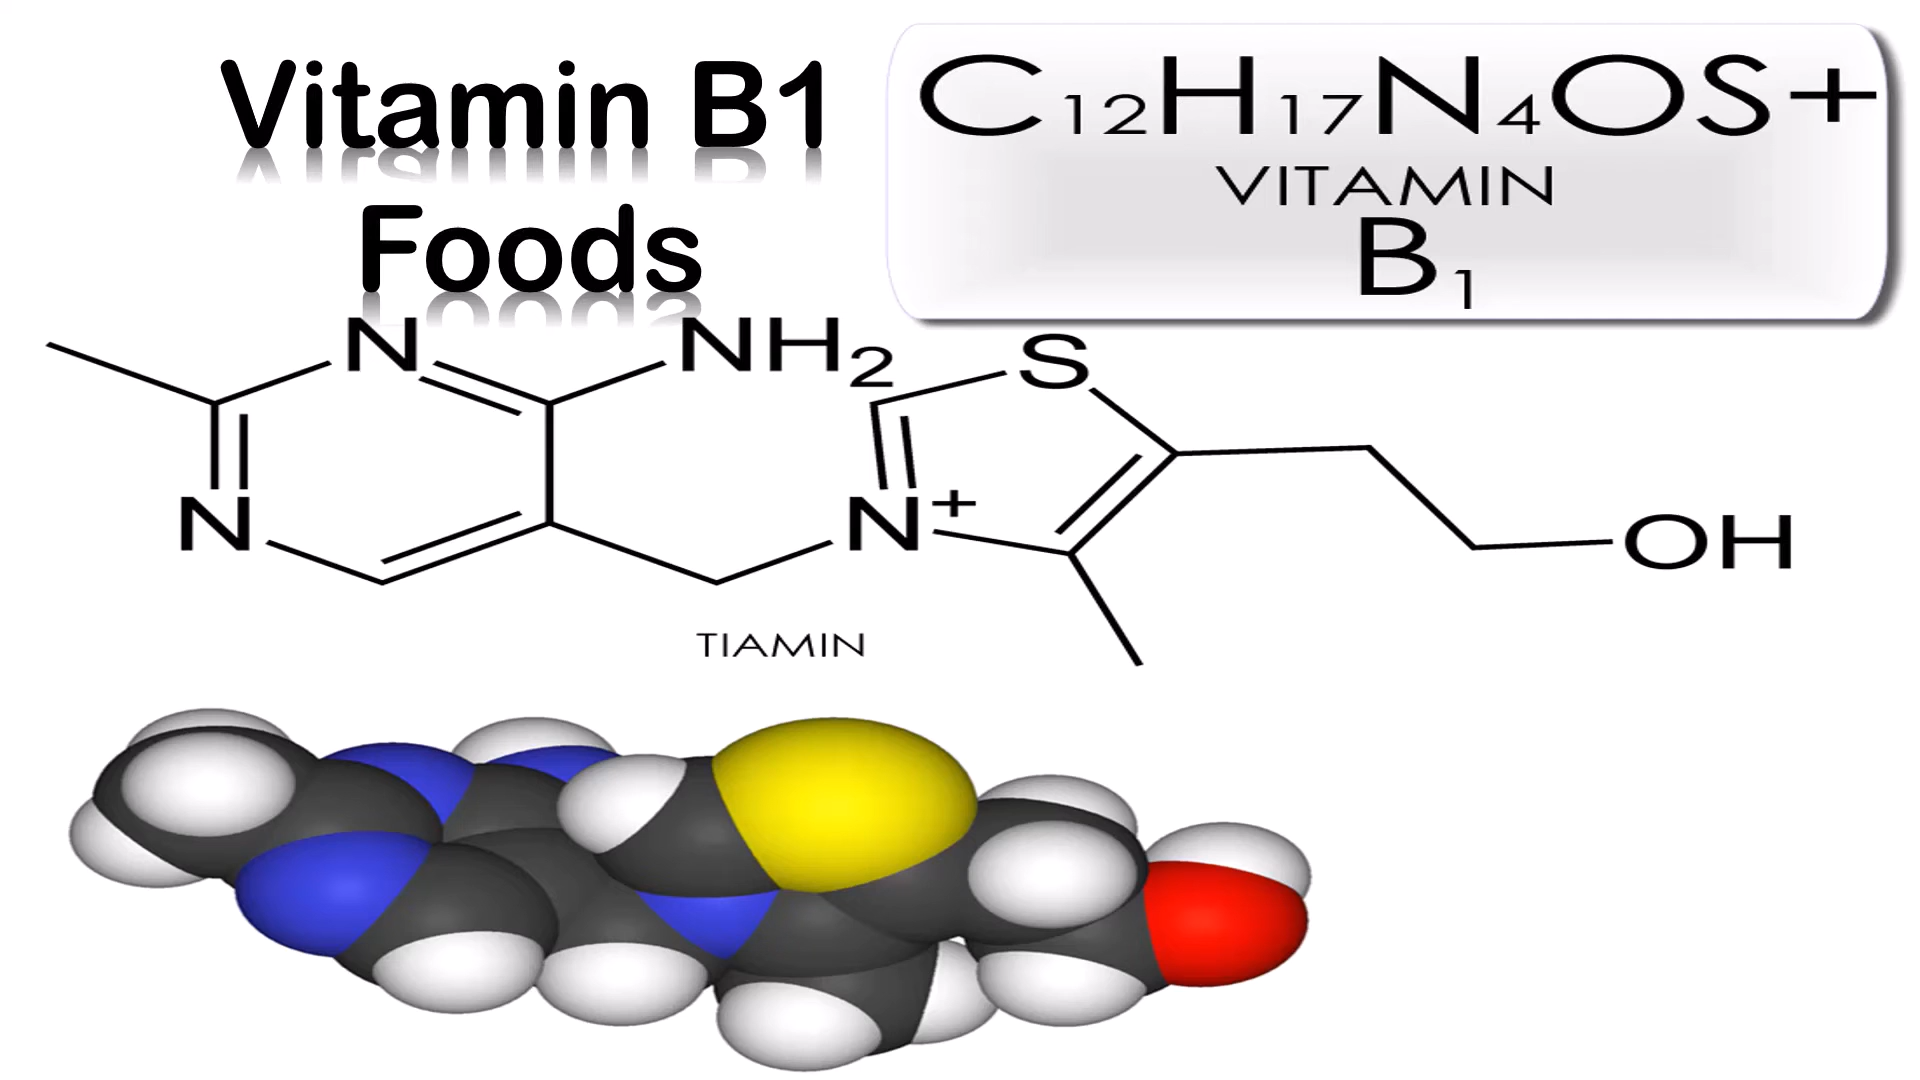 Vitamin B1
Foods
C12H17N4OS+
VITAMIN
B1
N
NH2
S
N
N+
OH
TIAMIN